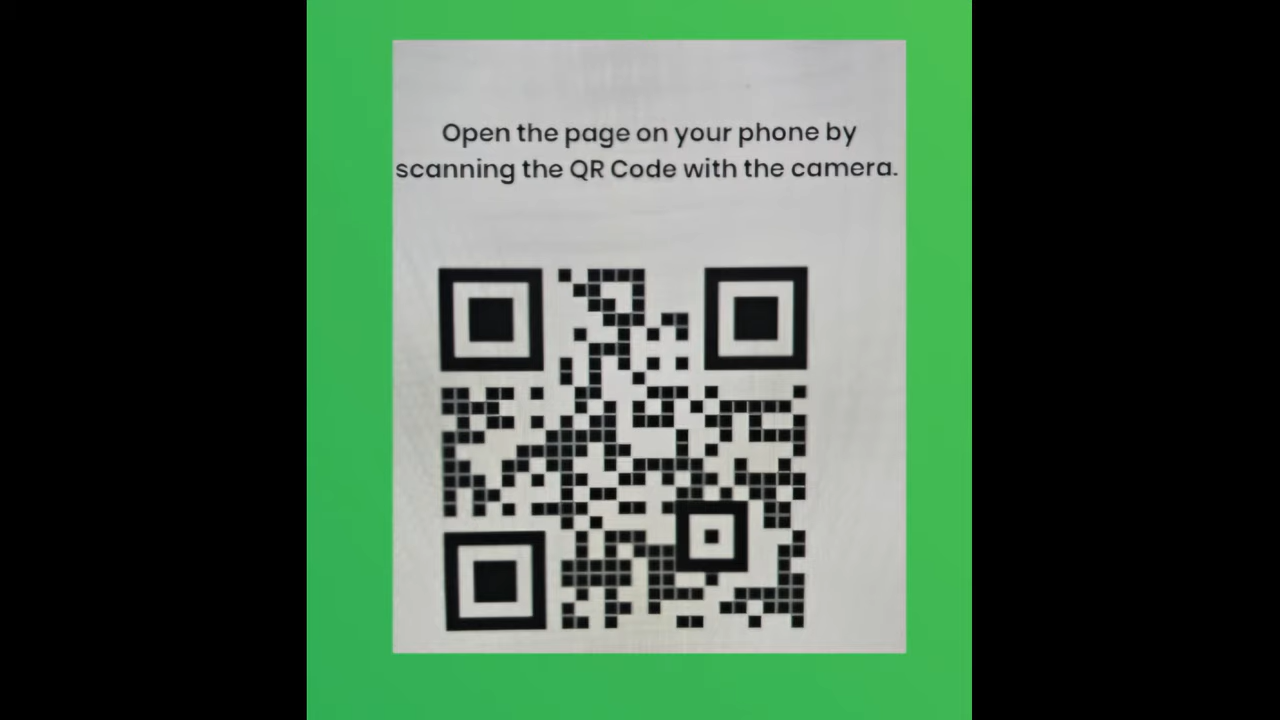 Open the page on your phone by
scanning the QR Code with the camera.